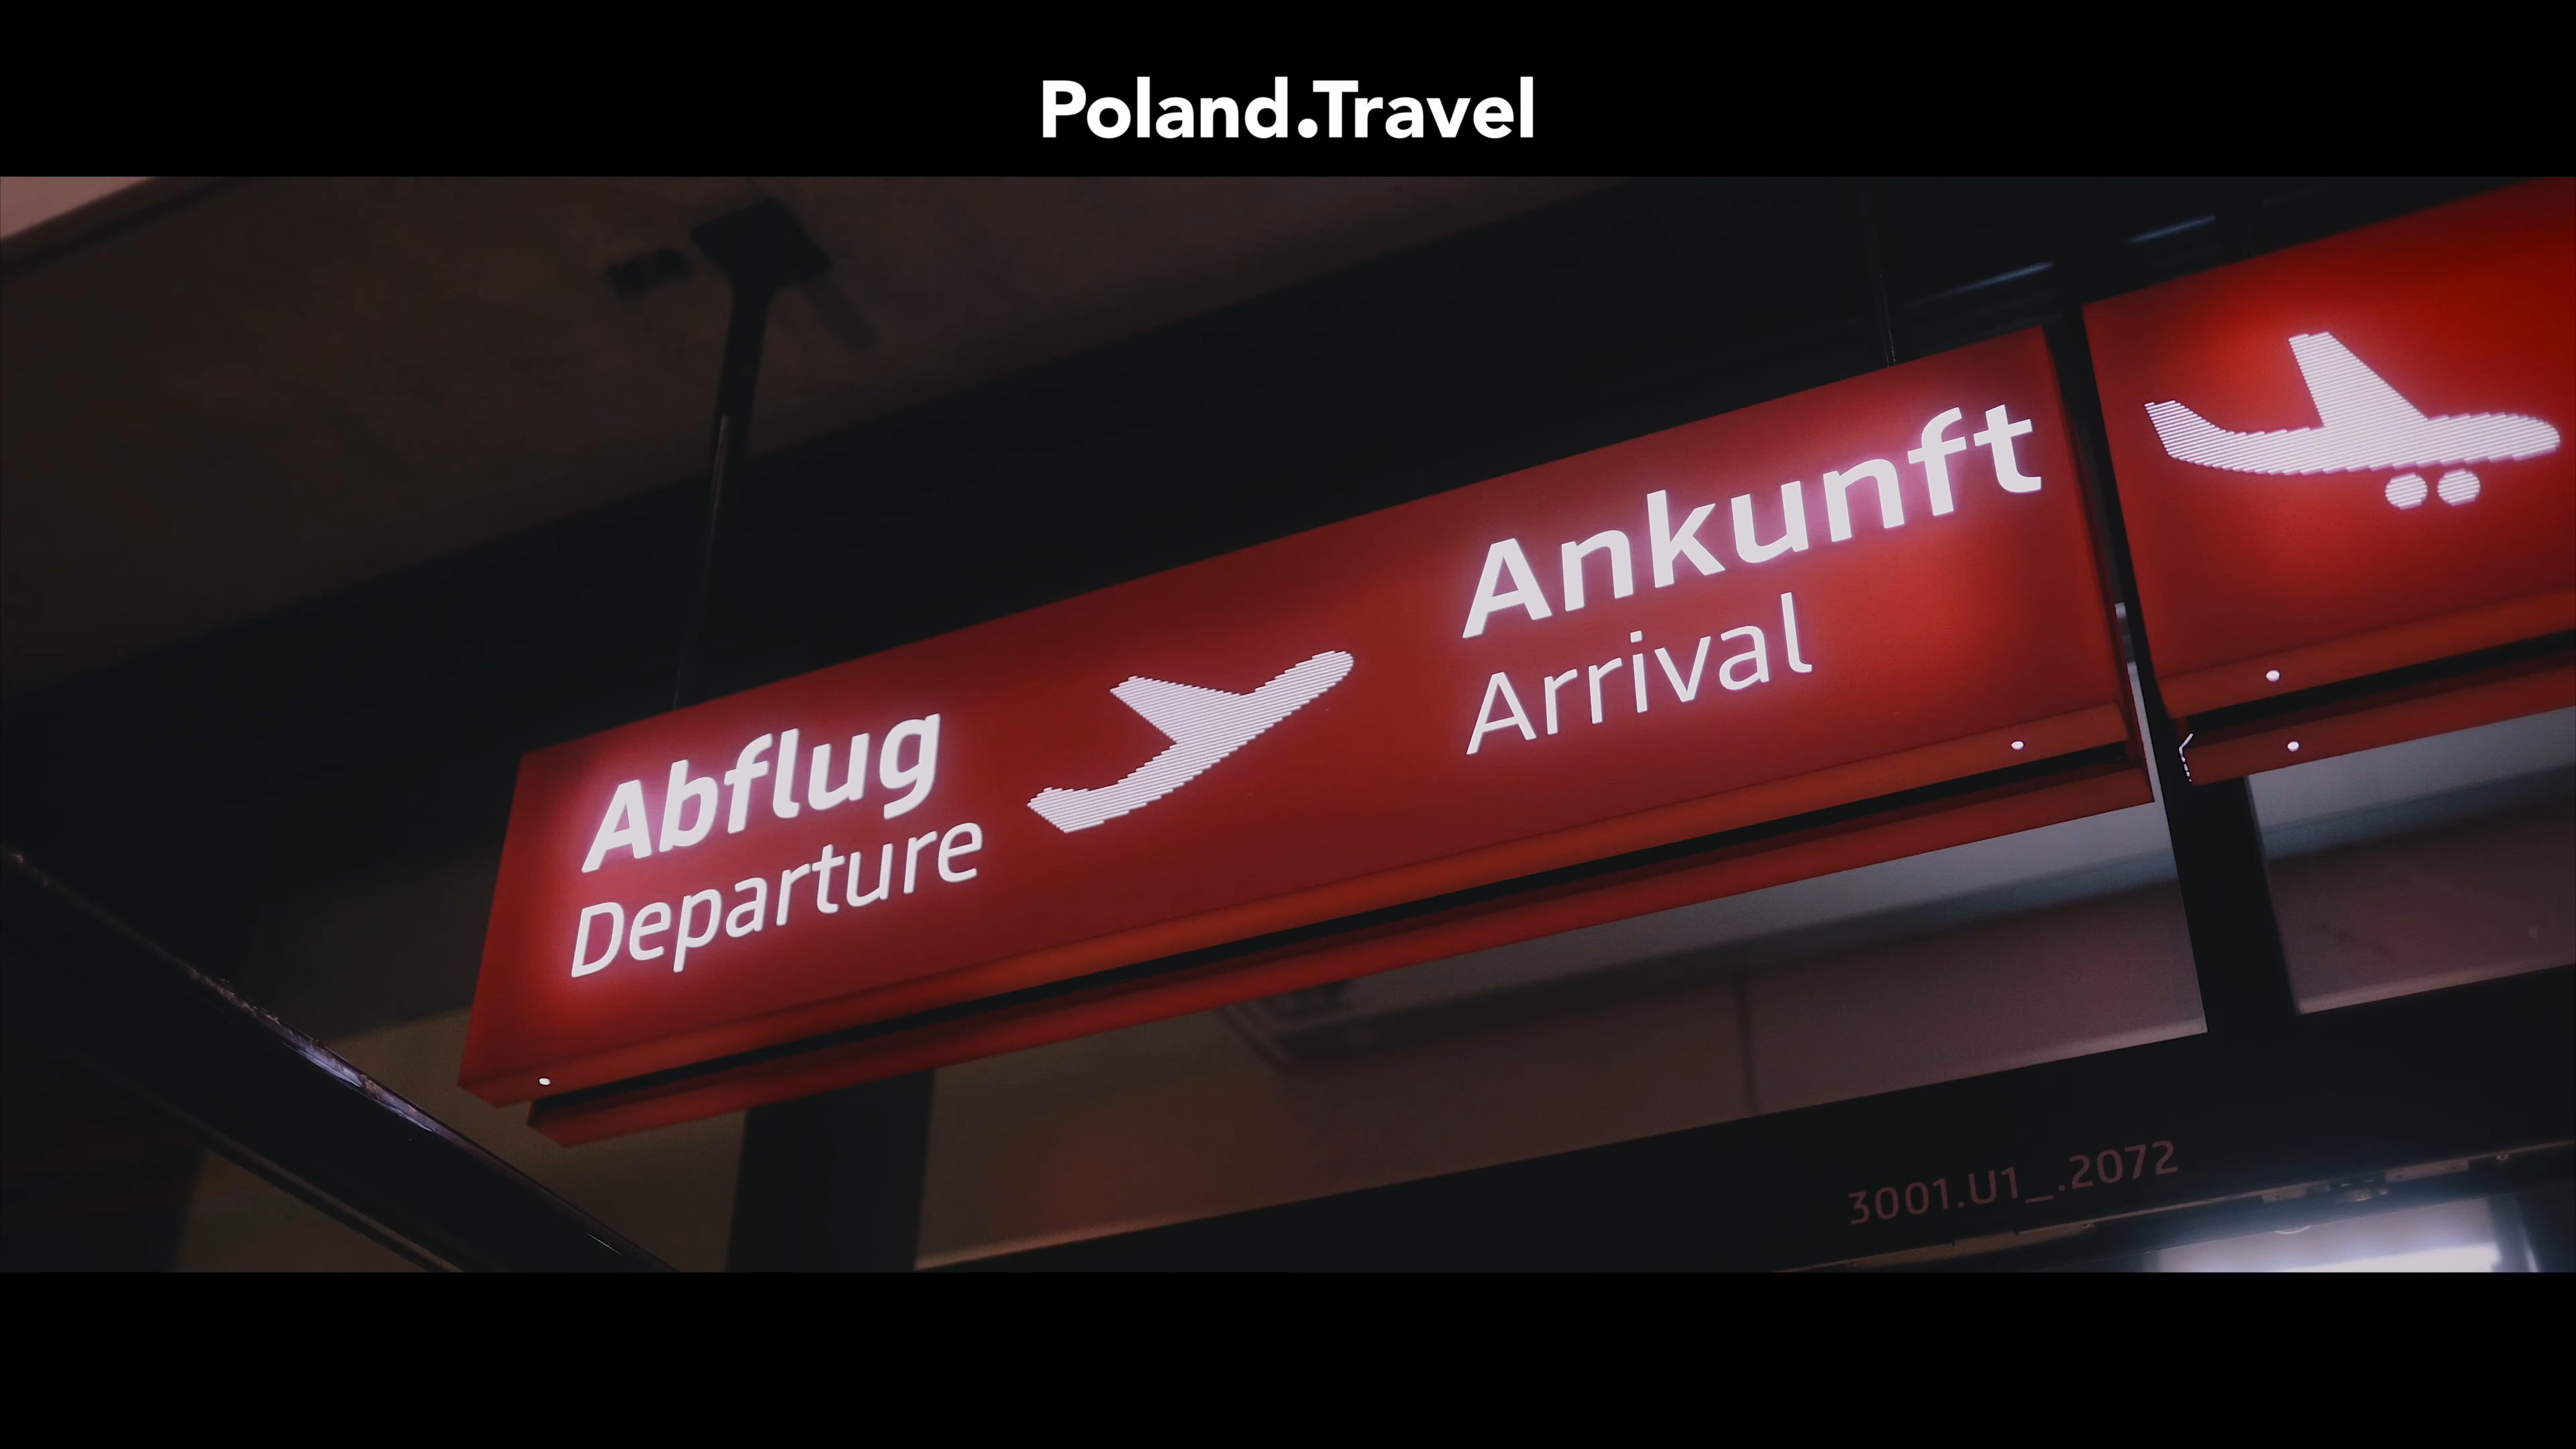 Poland.Travel
Abflug
Departure
Ankunft
Arrival
3001.U1_.2072